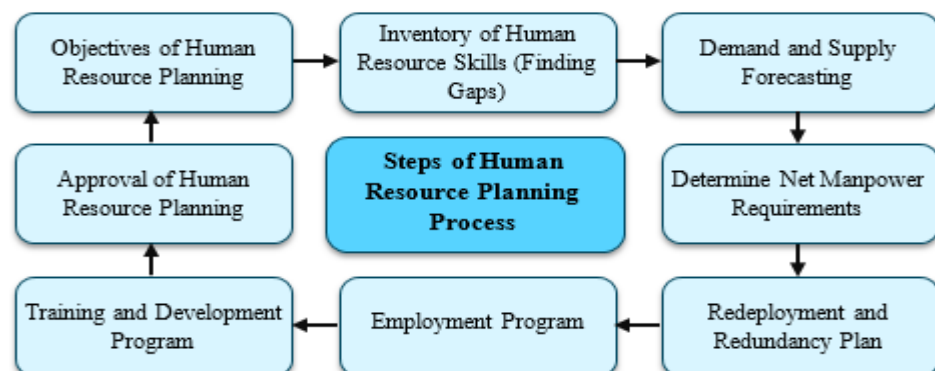 Objectives of Human
Resource Planning
Inventory of Human
Resource Skills (Finding
Gaps)
Demand and Supply
Forecasting
Approval of Human
Resource Planning
Steps of Human
Resource Planning
Process
Determine Net Manpower
Requirements
Training and Development
Program
Employment Program
Redeployment and
Redundancy Plan